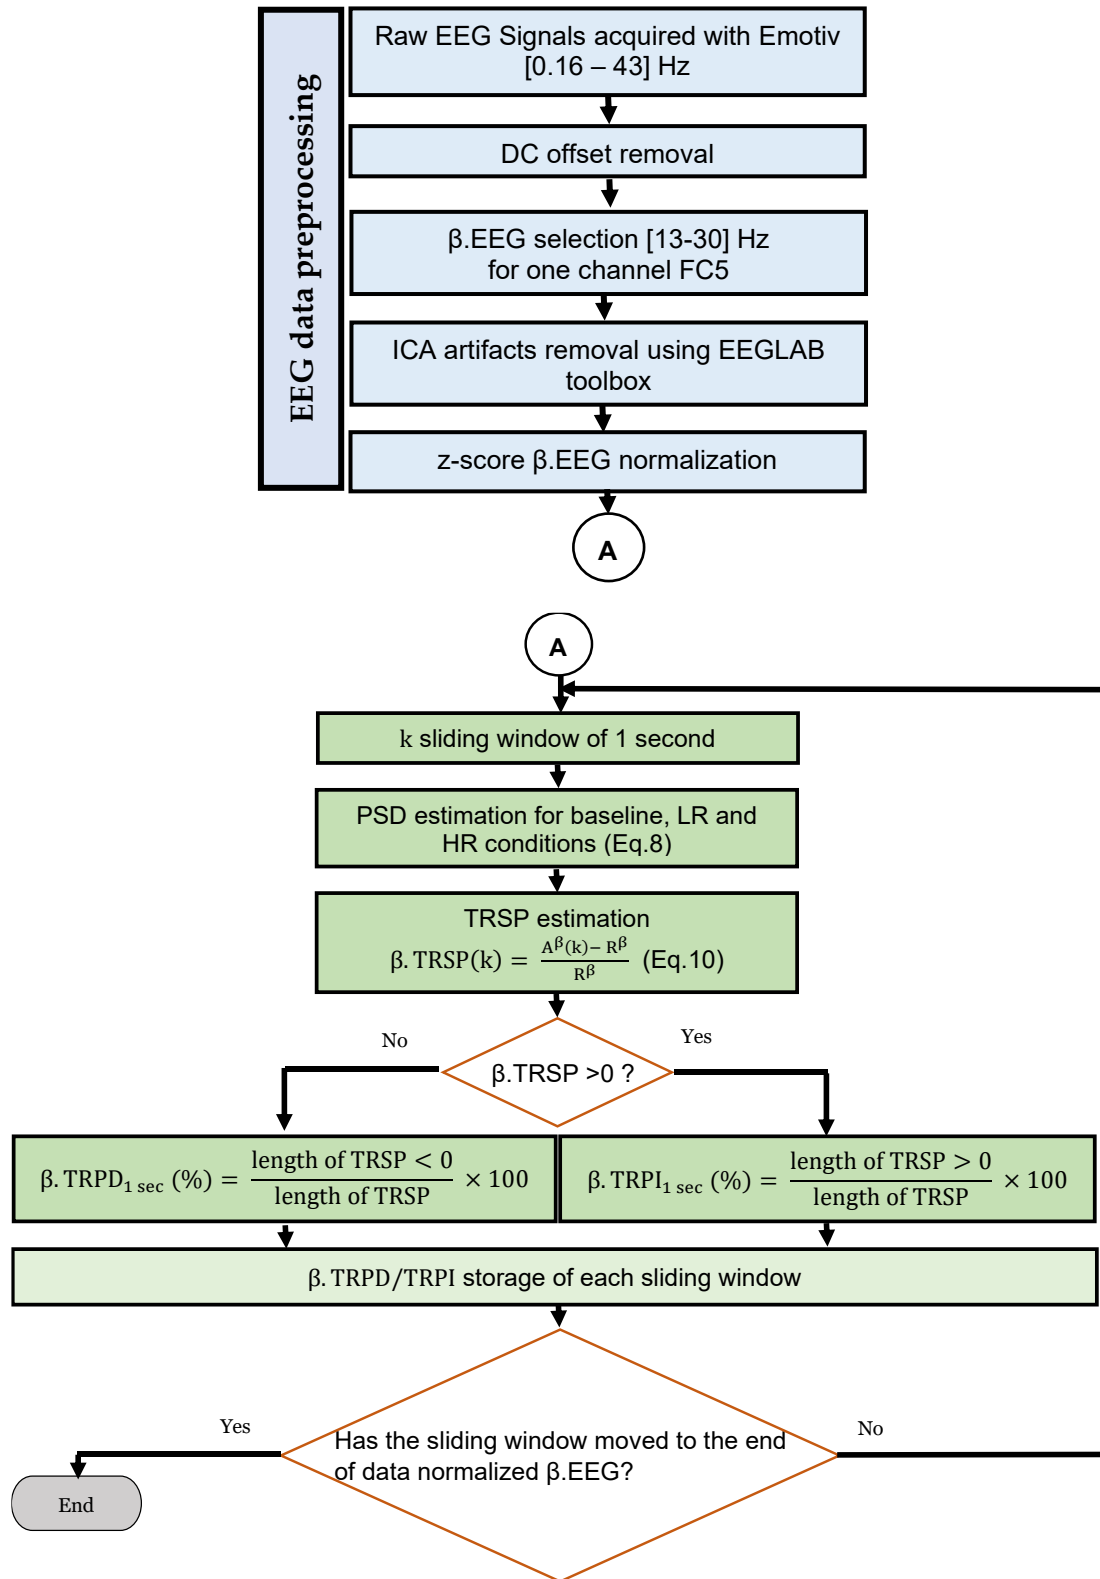 EEG data preprocessing
Raw EEG Signals acquired with Emotiv
[0.16 – 43] Hz
DC offset removal
β.EEG selection [13-30] Hz
for one channel FC5
ICA artifacts removal using EEGLAB
toolbox
z-score β.EEG normalization
A
A
k sliding window of 1 second
PSD estimation for baseline, LR and
HR conditions (Eq.8)
TRSP estimation
β. TRSP(k) = (A^β(k) − R^β) / R^β (Eq.10)
No
Yes
β.TRSP >0 ?
β. TRPD_1 sec (%) = length of TRSP < 0 / length of TRSP × 100
β. TRPI_1 sec (%) = length of TRSP > 0 / length of TRSP × 100
β. TRPD/TRPI storage of each sliding window
Yes
No
Has the sliding window moved to the end
of data normalized β.EEG?
End